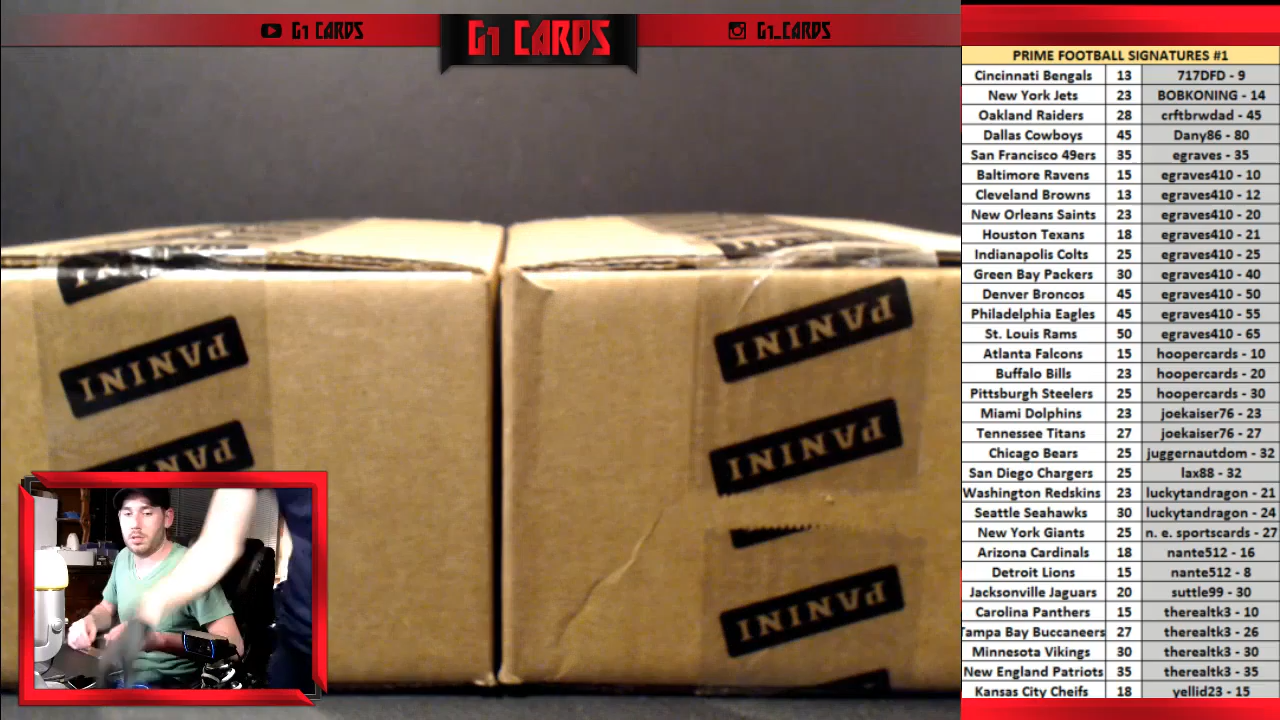 G1 CARDS
G1 CARDS
G1_CARDS
PRIME FOOTBALL SIGNATURES #1
Cincinnati Bengals 13 717DFD - 9
New York Jets 23 BOBKONING - 14
Oakland Raiders 28 crftbrwdad - 45
Dallas Cowboys 45 Dany86 - 80
San Francisco 49ers 35 egraves - 35
Baltimore Ravens 15 egraves410 - 10
Cleveland Browns 13 egraves410 - 12
New Orleans Saints 23 egraves410 - 20
Houston Texans 18 egraves410 - 21
Indianapolis Colts 25 egraves410 - 25
Green Bay Packers 30 egraves410 - 40
Denver Broncos 45 egraves410 - 50
Philadelphia Eagles 45 egraves410 - 55
St. Louis Rams 50 egraves410 - 65
Atlanta Falcons 15 hoopercards - 10
Buffalo Bills 23 hoopercards - 20
Pittsburgh Steelers 25 hoopercards - 30
Miami Dolphins 23 joekaiser76 - 23
Tennessee Titans 27 joekaiser76 - 27
Chicago Bears 25 juggernautdom - 32
San Diego Chargers 25 lax88 - 32
Washington Redskins 23 luckytandragon - 21
Seattle Seahawks 30 luckytandragon - 24
New York Giants 25 n. e. sportscards - 27
Arizona Cardinals 18 nante512 - 16
Detroit Lions 15 nante512 - 8
Jacksonville Jaguars 20 suttle99 - 30
Carolina Panthers 15 therealtk3 - 10
Tampa Bay Buccaneers 27 therealtk3 - 26
Minnesota Vikings 30 therealtk3 - 30
New England Patriots 35 therealtk3 - 35
Kansas City Cheifs 18 yellid23 - 15
PANINI
PANINI
PANINI
PANINI
PANINI
PANINI